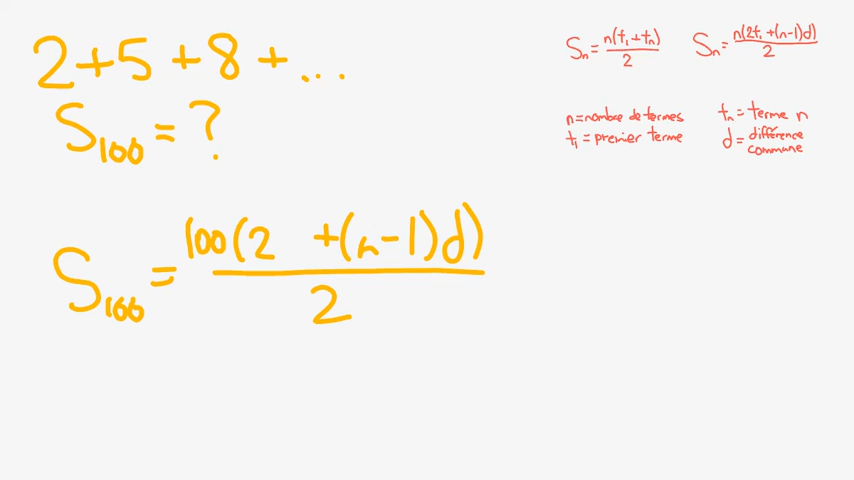 2+5+8+...
S₁₀₀ = ?
S₁₀₀ = 100(2 +(n-1)d)/2
Sₙ = n(t₁ + tₙ)/2
Sₙ = n(2t₁ +(n-1)d)/2
n = nombre de termes
t₁ = premier terme
tₙ = terme n
d = différence
commune